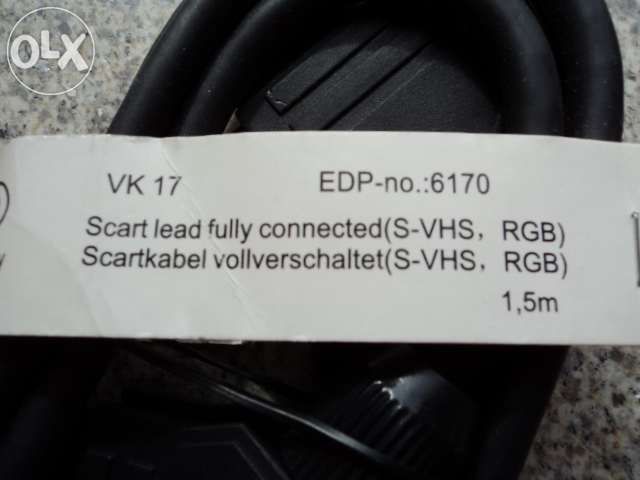 OLX
VK 17 EDP-no.:6170
Scart lead fully connected(S-VHS, RGB)
Scartkabel vollverschaltet(S-VHS, RGB)
1,5m